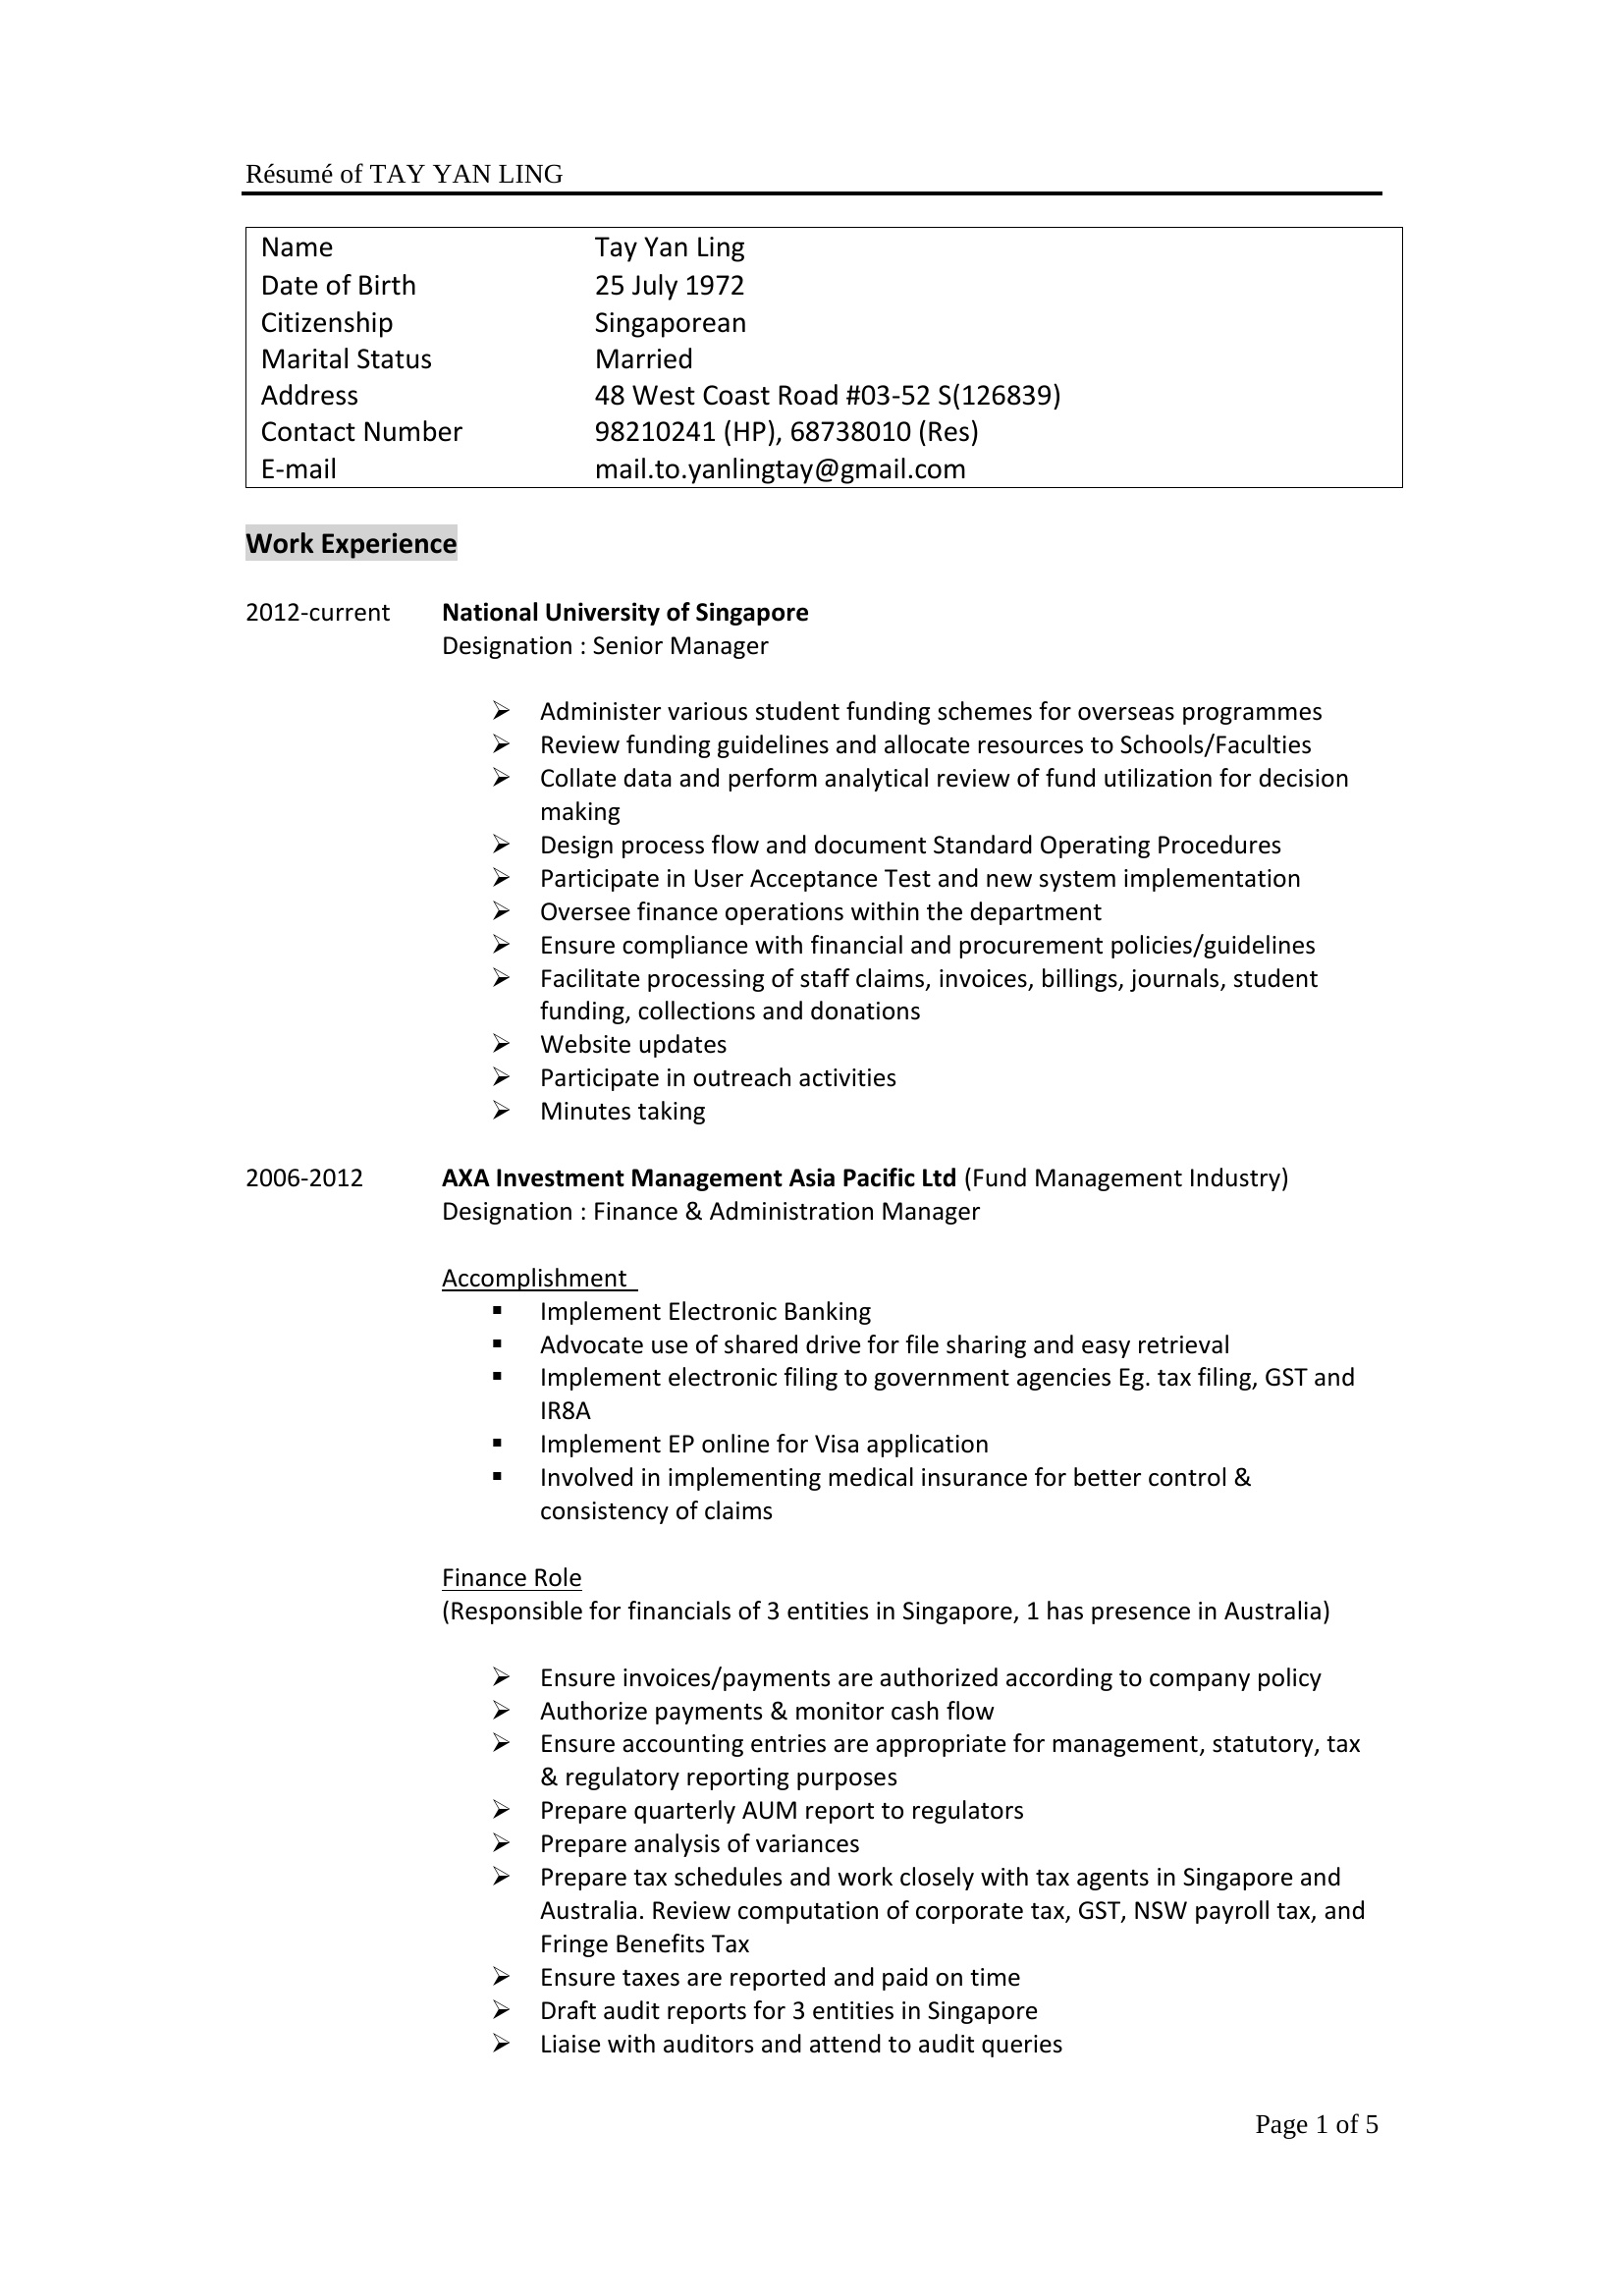 Résumé of TAY YAN LING
Name Tay Yan Ling
Date of Birth 25 July 1972
Citizenship Singaporean
Marital Status Married
Address 48 West Coast Road #03-52 S(126839)
Contact Number 98210241 (HP), 68738010 (Res)
E-mail mail.to.yanlingtay@gmail.com
Work Experience
2012-current National University of Singapore
Designation : Senior Manager
➢ Administer various student funding schemes for overseas programmes
➢ Review funding guidelines and allocate resources to Schools/Faculties
➢ Collate data and perform analytical review of fund utilization for decision
making
➢ Design process flow and document Standard Operating Procedures
➢ Participate in User Acceptance Test and new system implementation
➢ Oversee finance operations within the department
➢ Ensure compliance with financial and procurement policies/guidelines
➢ Facilitate processing of staff claims, invoices, billings, journals, student
funding, collections and donations
➢ Website updates
➢ Participate in outreach activities
➢ Minutes taking
2006-2012 AXA Investment Management Asia Pacific Ltd (Fund Management Industry)
Designation : Finance & Administration Manager
Accomplishment
▪ Implement Electronic Banking
▪ Advocate use of shared drive for file sharing and easy retrieval
▪ Implement electronic filing to government agencies Eg. tax filing, GST and
IR8A
▪ Implement EP online for Visa application
▪ Involved in implementing medical insurance for better control &
consistency of claims
Finance Role
(Responsible for financials of 3 entities in Singapore, 1 has presence in Australia)
➢ Ensure invoices/payments are authorized according to company policy
➢ Authorize payments & monitor cash flow
➢ Ensure accounting entries are appropriate for management, statutory, tax
& regulatory reporting purposes
➢ Prepare quarterly AUM report to regulators
➢ Prepare analysis of variances
➢ Prepare tax schedules and work closely with tax agents in Singapore and
Australia. Review computation of corporate tax, GST, NSW payroll tax, and
Fringe Benefits Tax
➢ Ensure taxes are reported and paid on time
➢ Draft audit reports for 3 entities in Singapore
➢ Liaise with auditors and attend to audit queries
Page 1 of 5